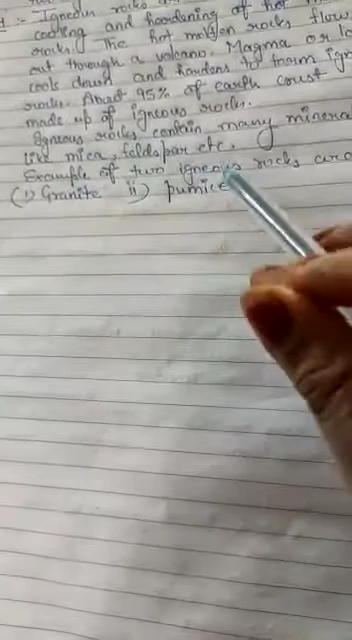 :- Igneous rocks
cooling and hardening of hot
rocks. The hot molten rocks flow
out through a volcano. Magma or la
cools down and hardens to form igr
rocks. About 95% of earth crust
made up of igneous rocks.
Igneous rocks contain many minera
like mica, feldspar etc.
Example of two igneous rocks are
(i) Granite ii) pumice